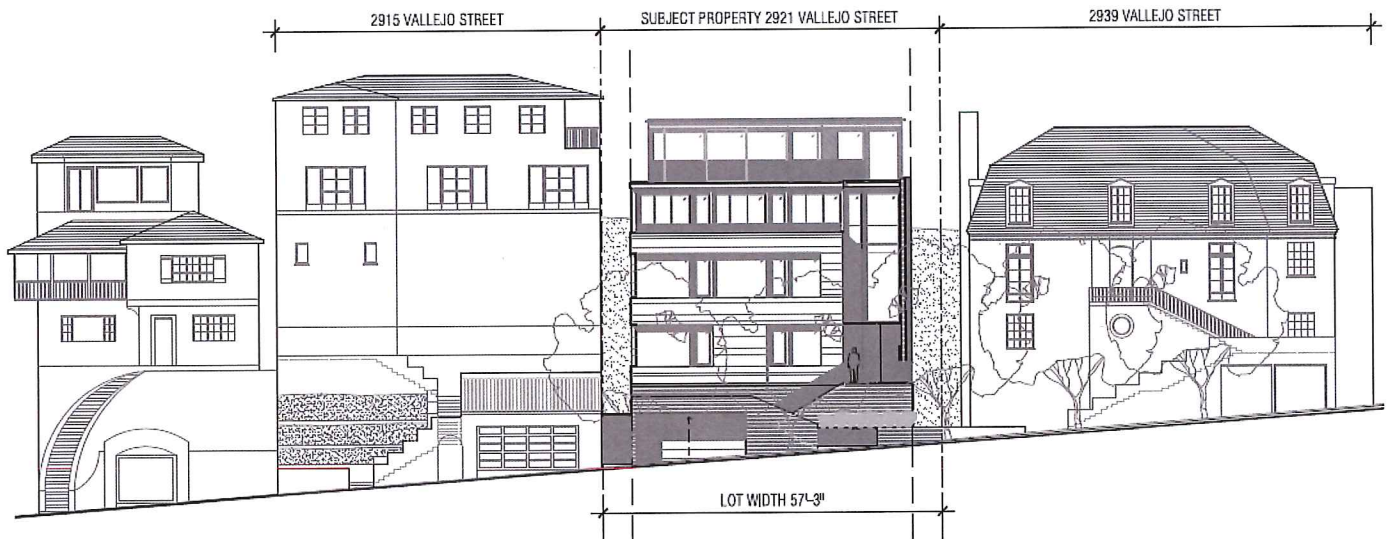 2915 VALLEJO STREET
SUBJECT PROPERTY 2921 VALLEJO STREET
2939 VALLEJO STREET
LOT WIDTH 57'-3"